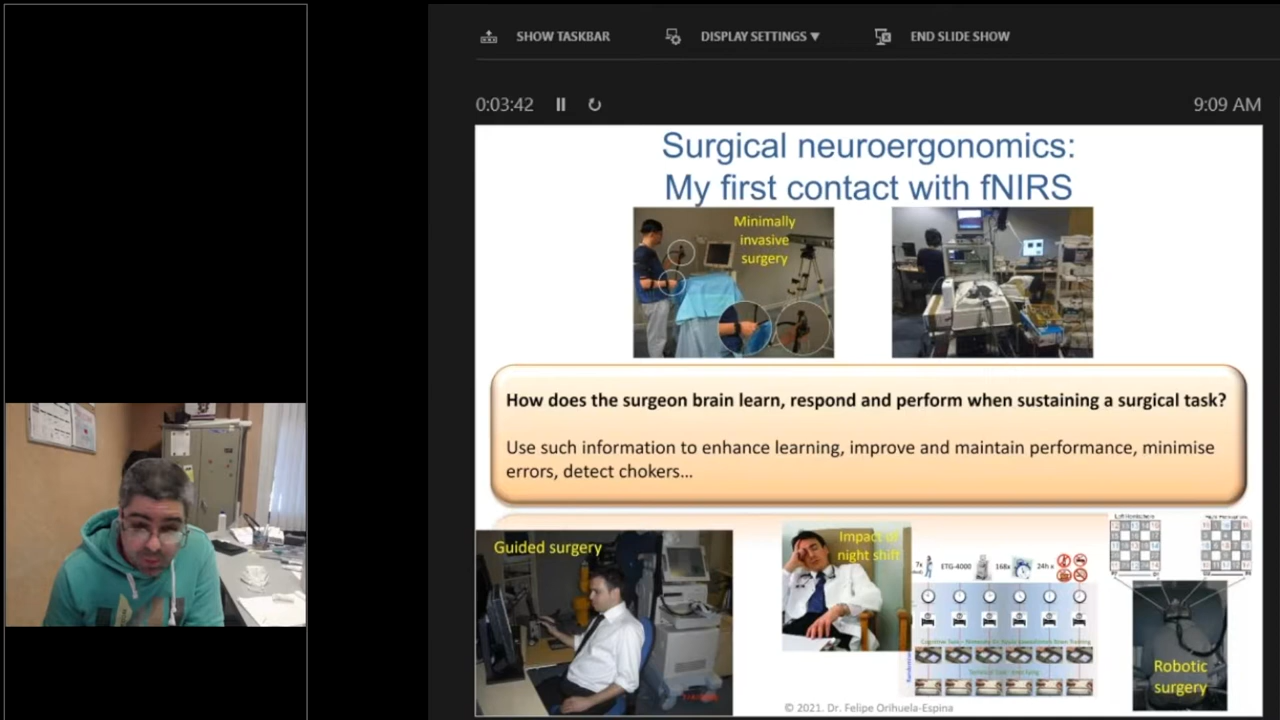 SHOW TASKBAR
DISPLAY SETTINGS ▼
END SLIDE SHOW
0:03:42
9:09 AM
Surgical neuroergonomics:
My first contact with fNIRS
Minimally
invasive
surgery
How does the surgeon brain learn, respond and perform when sustaining a surgical task?
Use such information to enhance learning, improve and maintain performance, minimise
errors, detect chokers...
Guided surgery
Impact of
night shift
ETG-4000
168x
24h x
7x
Robotic
surgery
© 2021. Dr. Felipe Orihuela-Espina